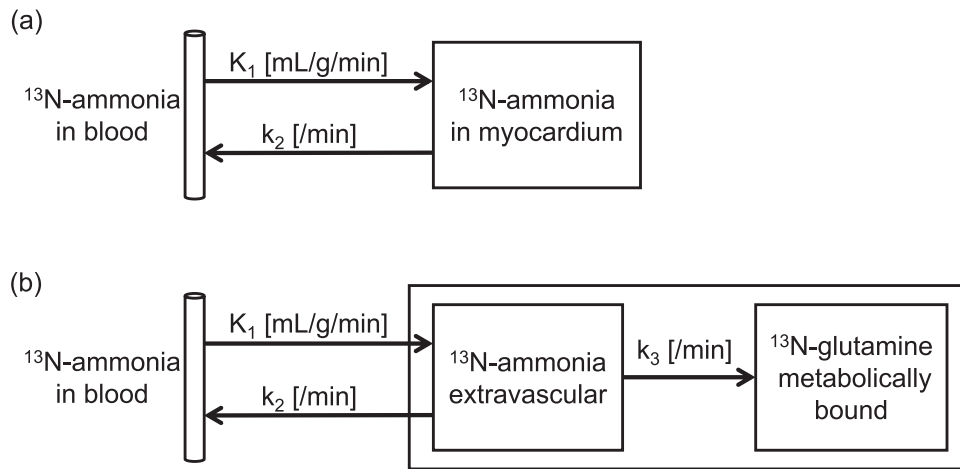 (a)
¹³N-ammonia
in blood
K₁ [mL/g/min]
k₂ [/min]
¹³N-ammonia
in myocardium
(b)
¹³N-ammonia
in blood
K₁ [mL/g/min]
k₂ [/min]
¹³N-ammonia
extravascular
k₃ [/min]
¹³N-glutamine
metabolically
bound